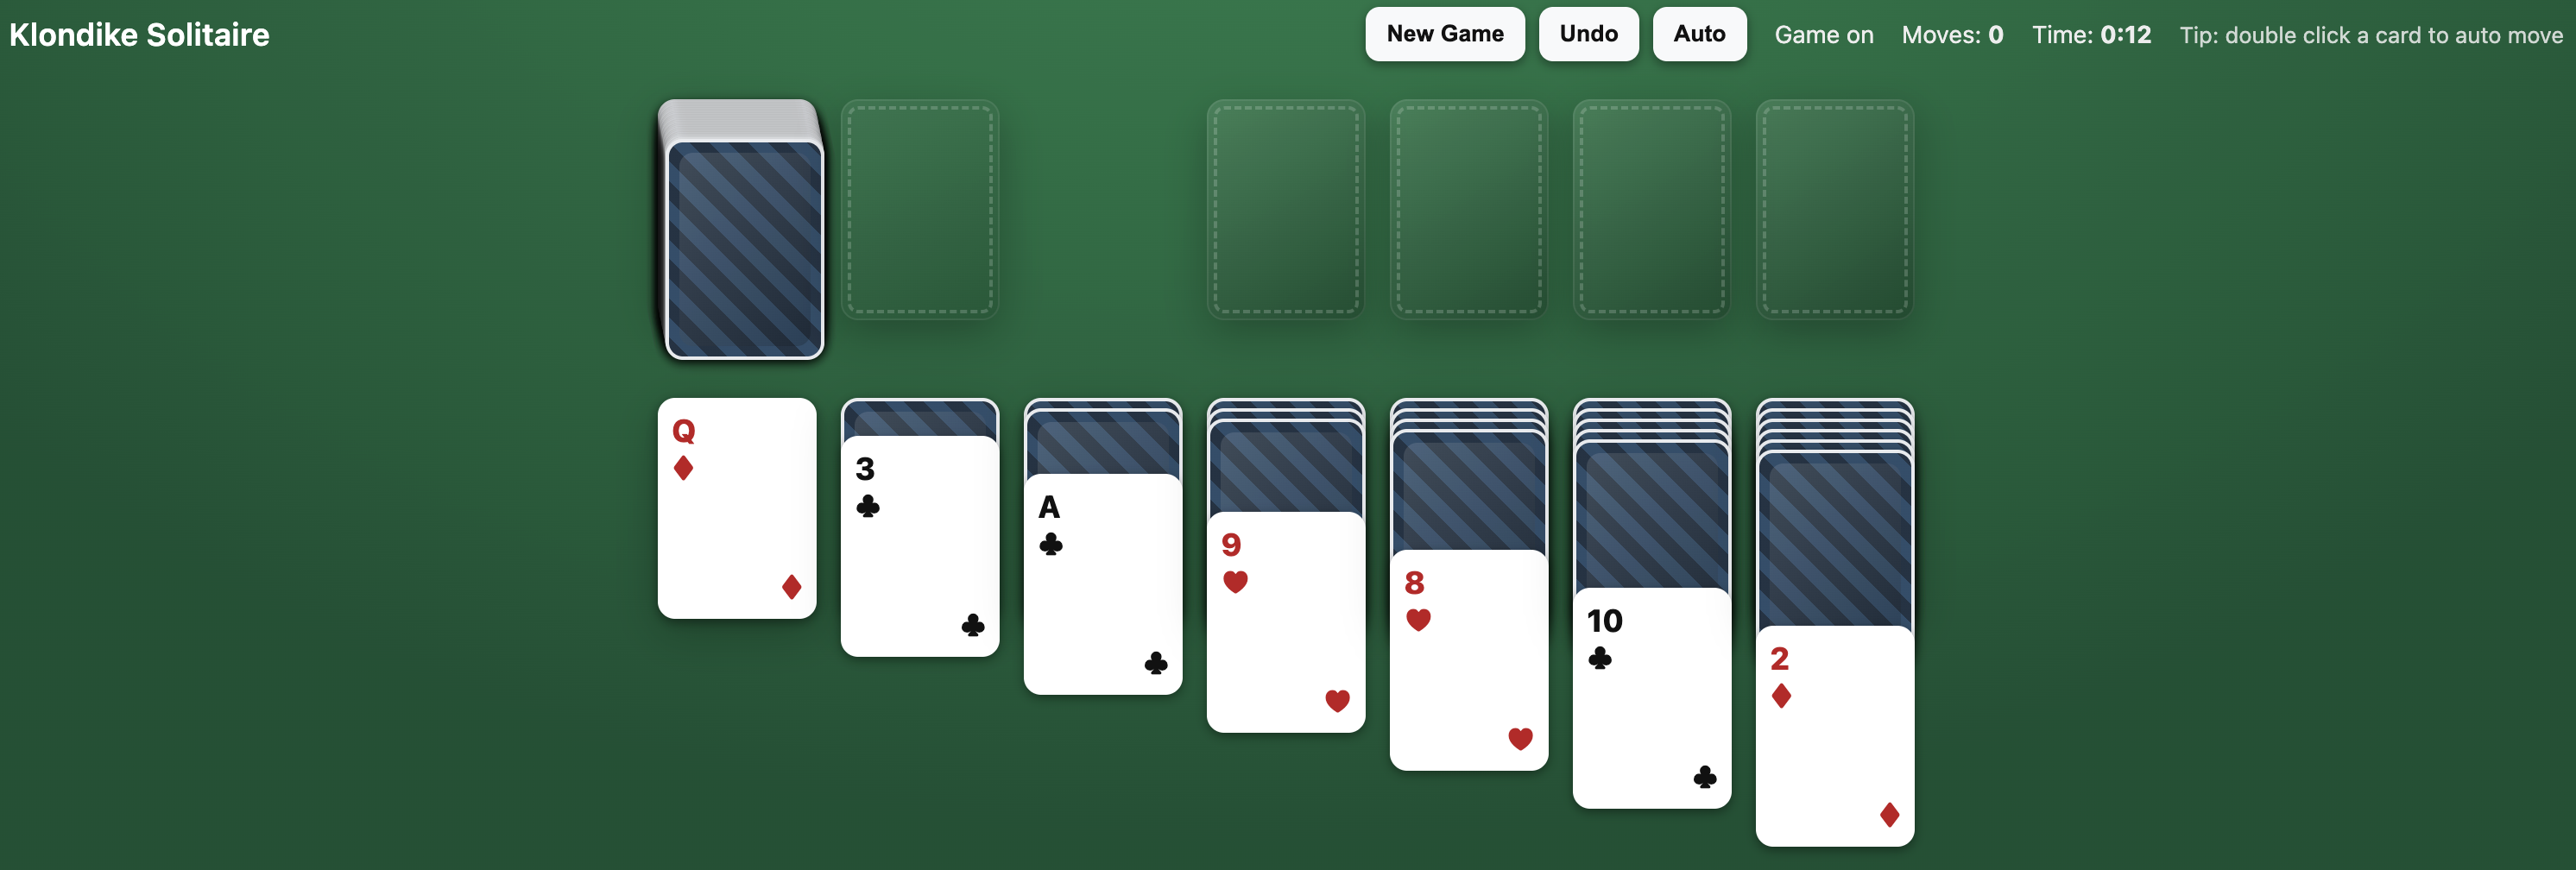 Klondike Solitaire
New Game Undo Auto Game on Moves: 0 Time: 0:12 Tip: double click a card to auto move
Q
3
A
9
8
10
2